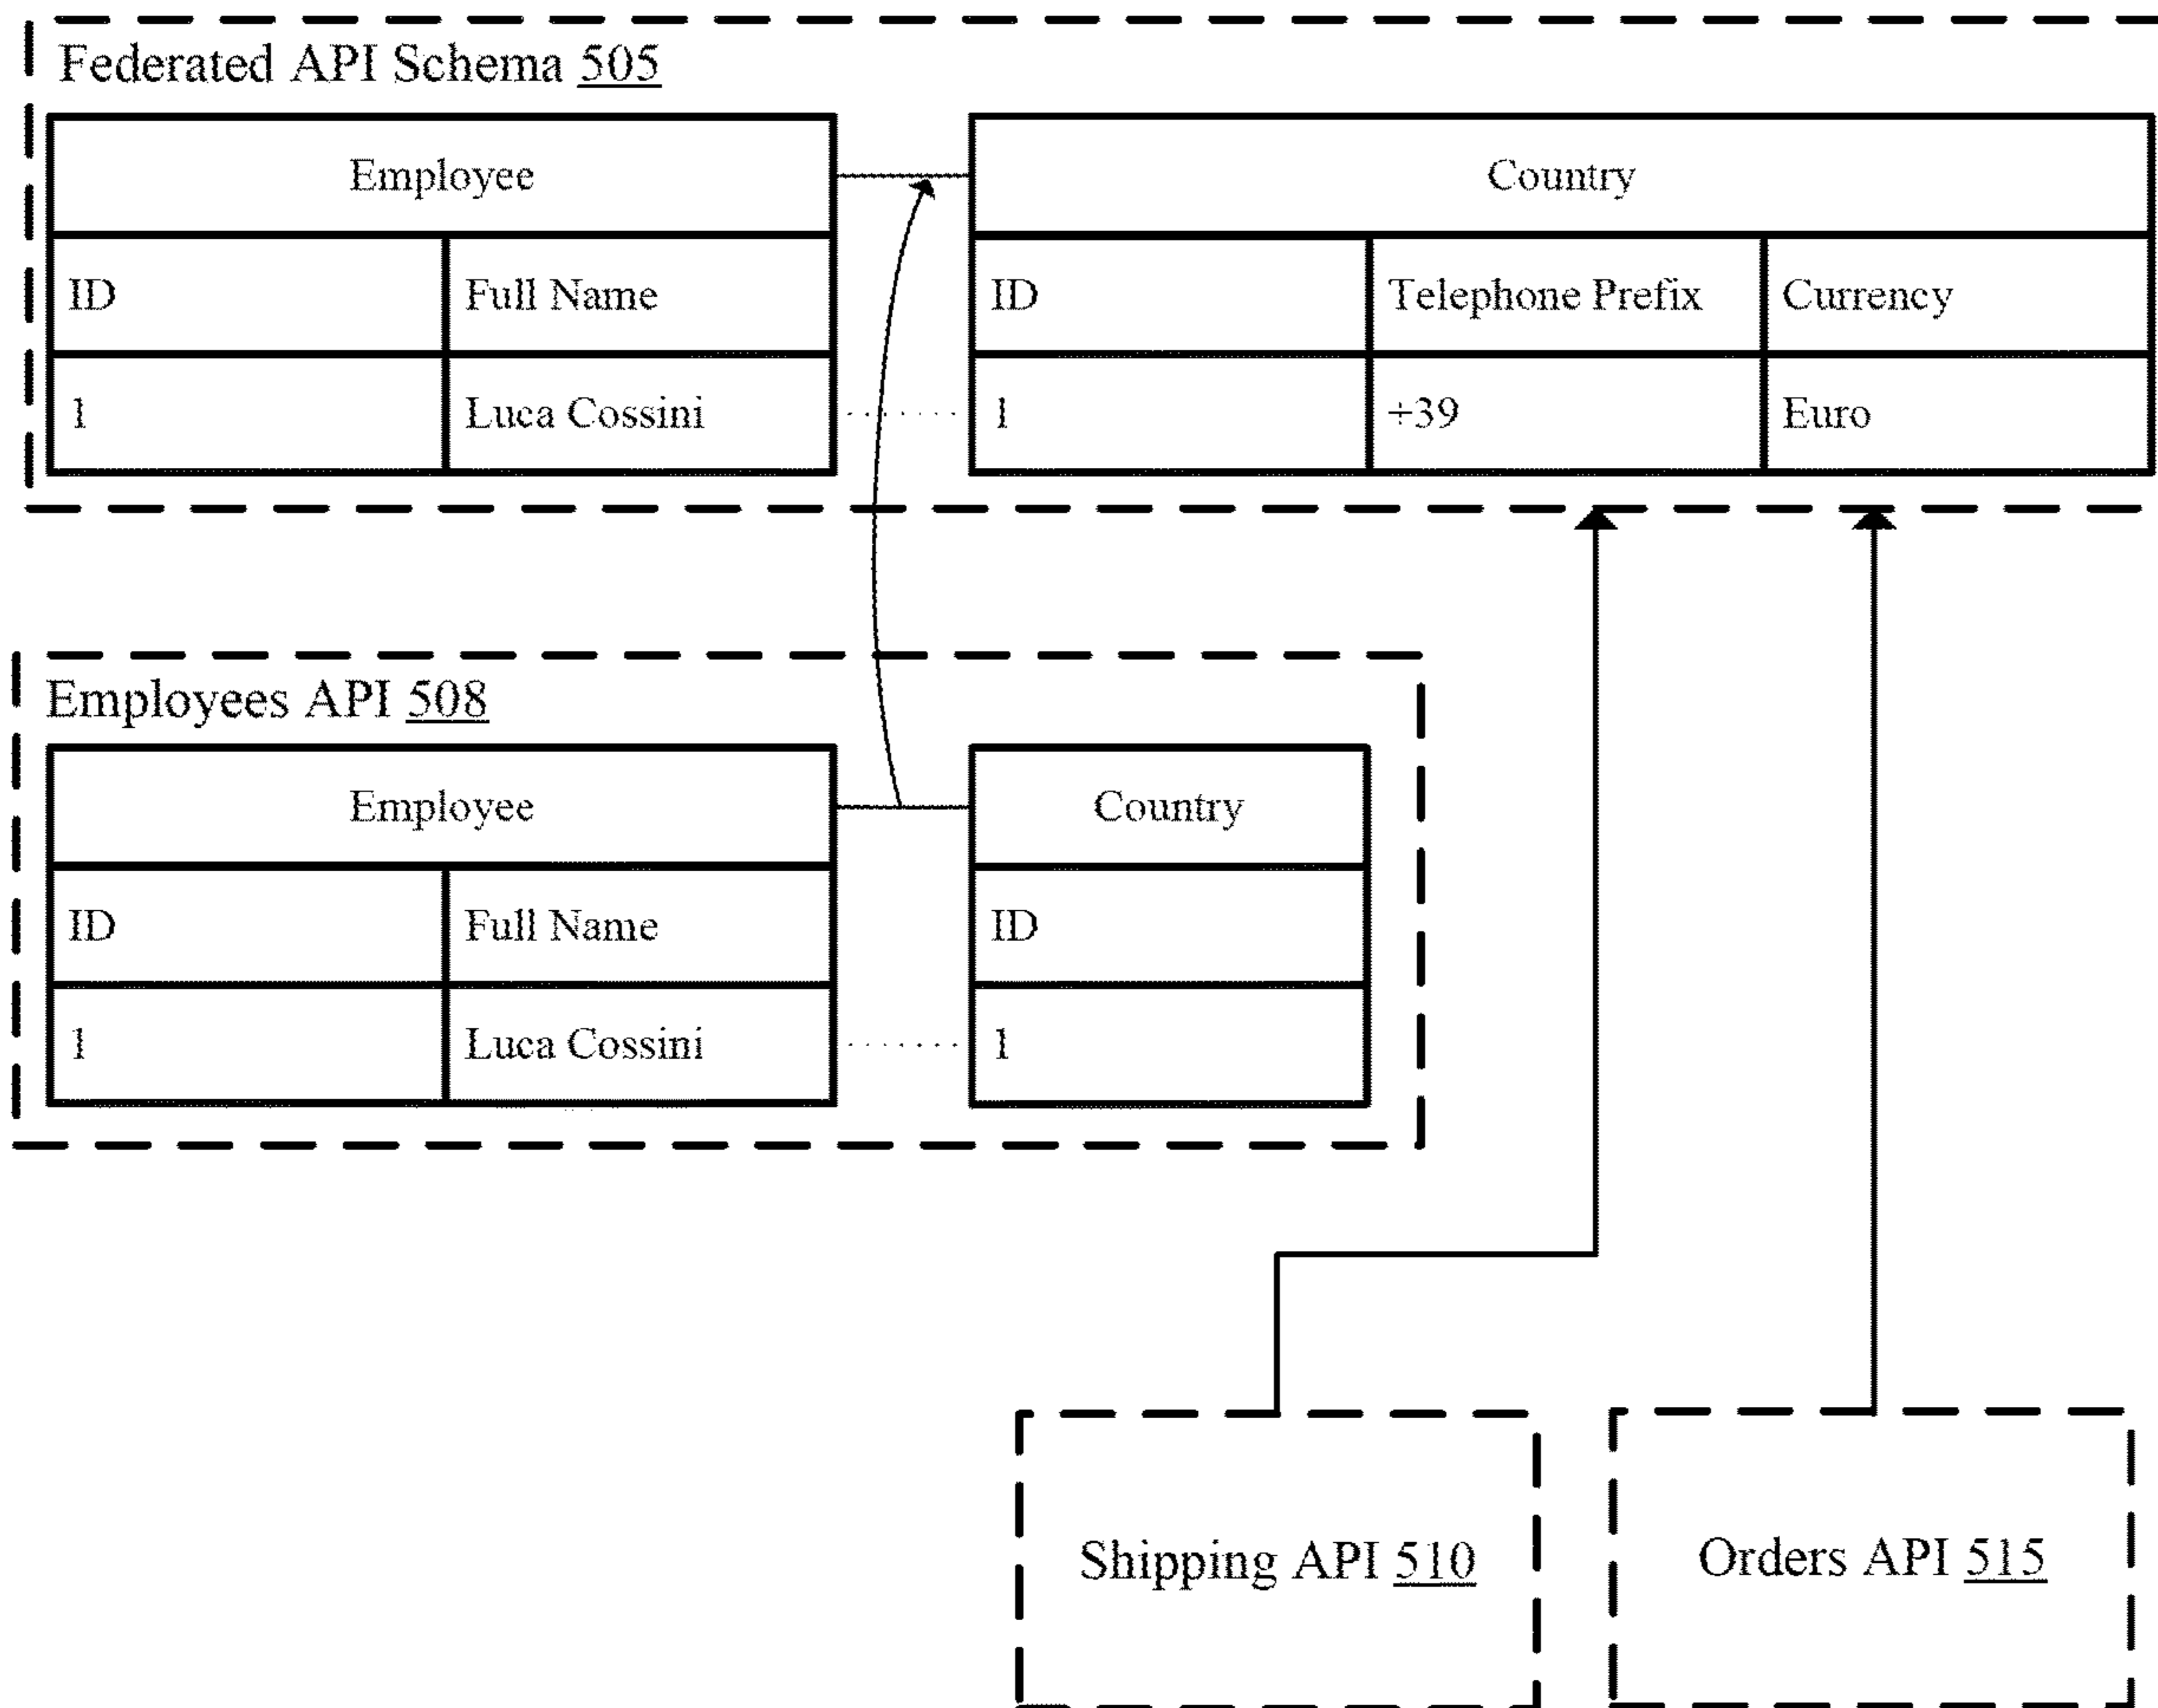 Federated API Schema 505
Employee
Country
ID
Full Name
ID
Telephone Prefix
Currency
1
Luca Cossini
1
+39
Euro
Employees API 508
Employee
Country
ID
Full Name
ID
1
Luca Cossini
1
Shipping API 510
Orders API 515